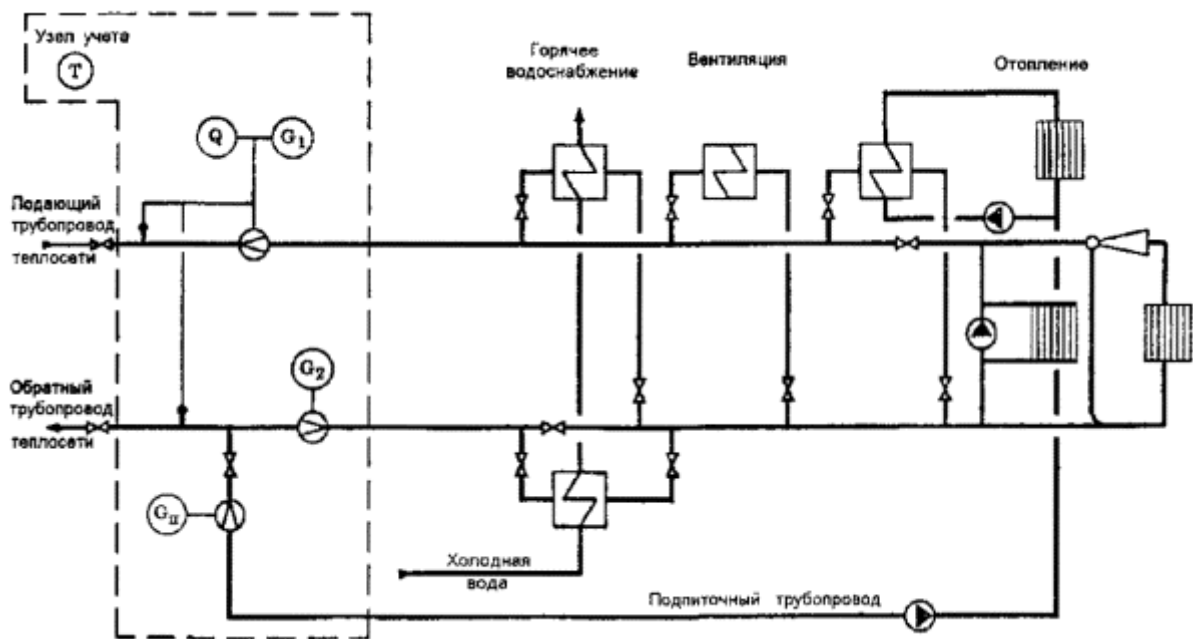 Узел учета
T
Горячее
водоснабжение
Вентиляция
Отопление
Q
G₁
Подающий
трубопровод
теплосети
G₂
Обратный
трубопровод
теплосети
Gп
Холодная
вода
Подпиточный трубопровод